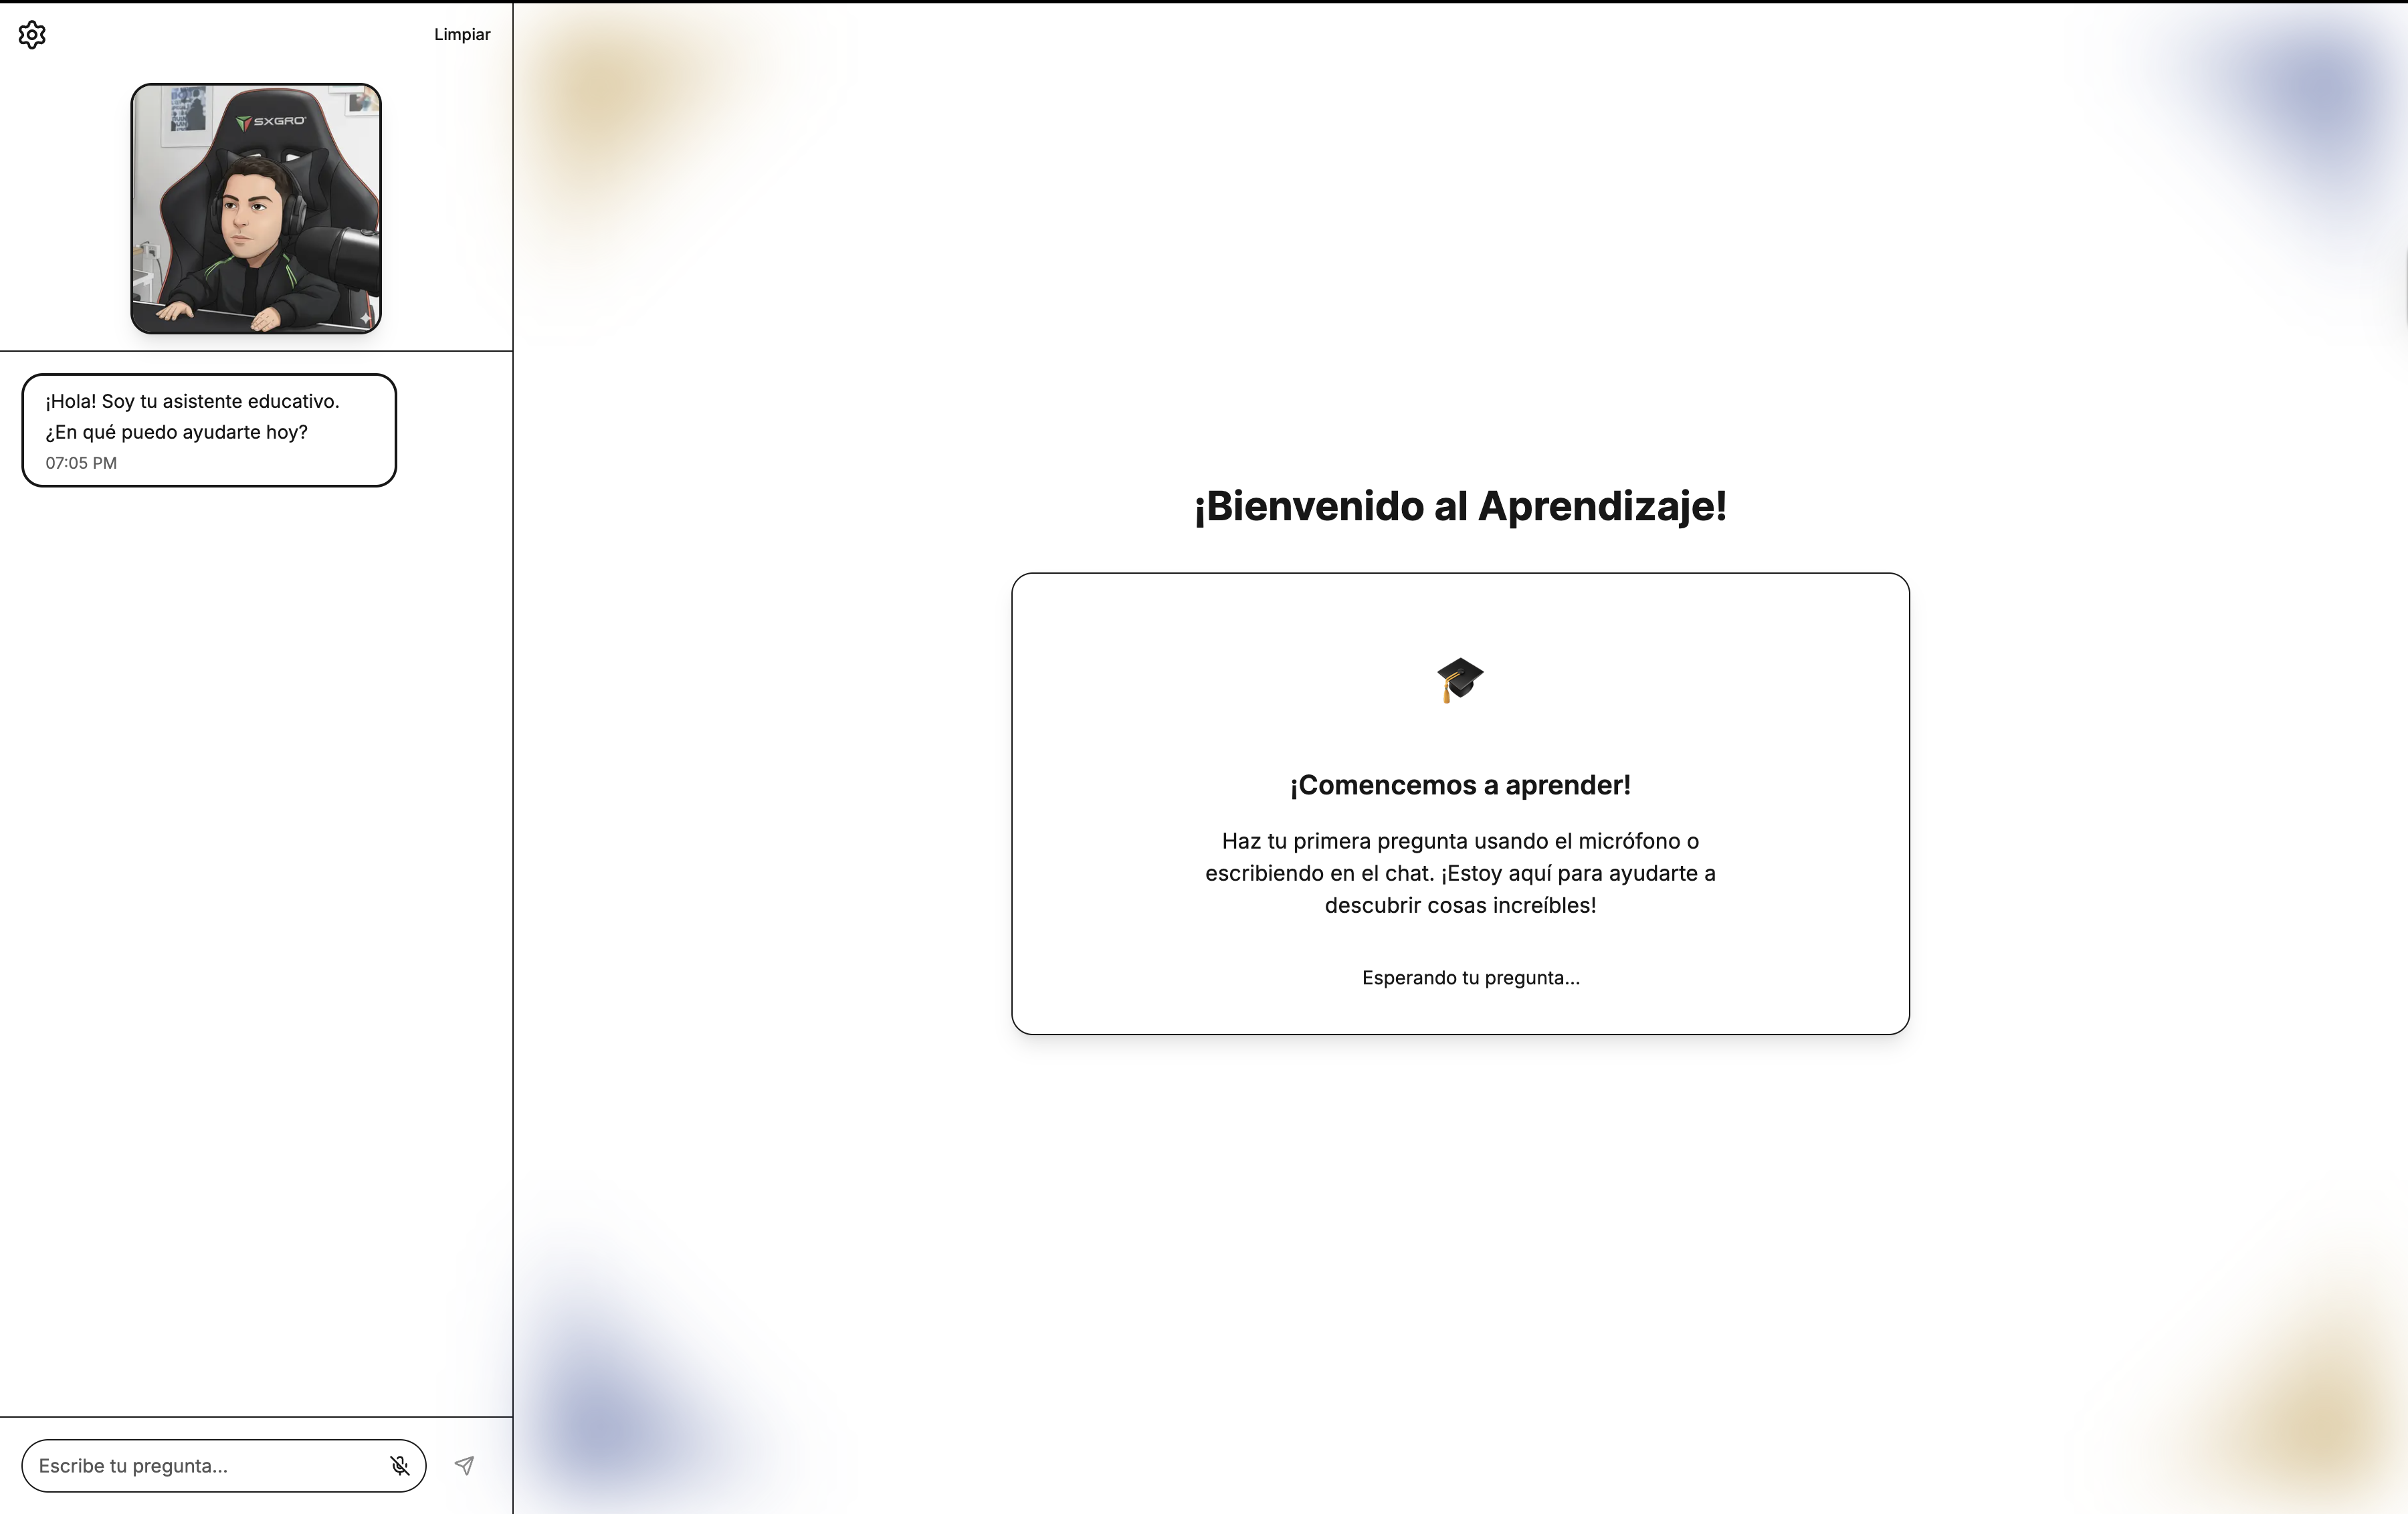 Limpiar
SXGRO
¡Hola! Soy tu asistente educativo.
¿En qué puedo ayudarte hoy?
07:05 PM
Escribe tu pregunta...
¡Bienvenido al Aprendizaje!
¡Comencemos a aprender!
Haz tu primera pregunta usando el micrófono o
escribiendo en el chat. ¡Estoy aquí para ayudarte a
descubrir cosas increíbles!
Esperando tu pregunta...